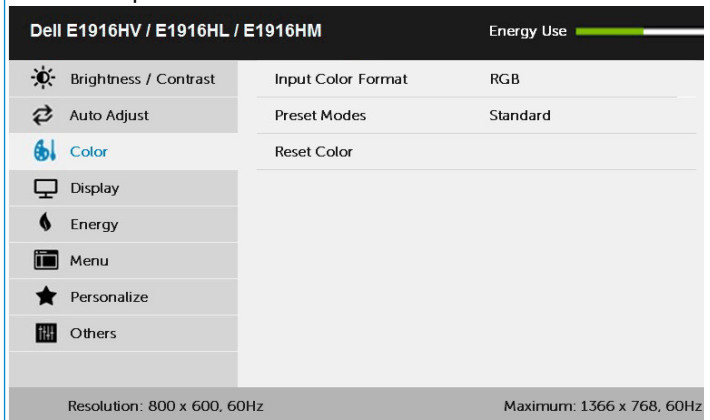 Dell E1916HV / E1916HL / E1916HM Energy Use
Brightness / Contrast Input Color Format RGB
Auto Adjust Preset Modes Standard
Color Reset Color
Display
Energy
Menu
Personalize
Others
Resolution: 800 x 600, 60Hz Maximum: 1366 x 768, 60Hz